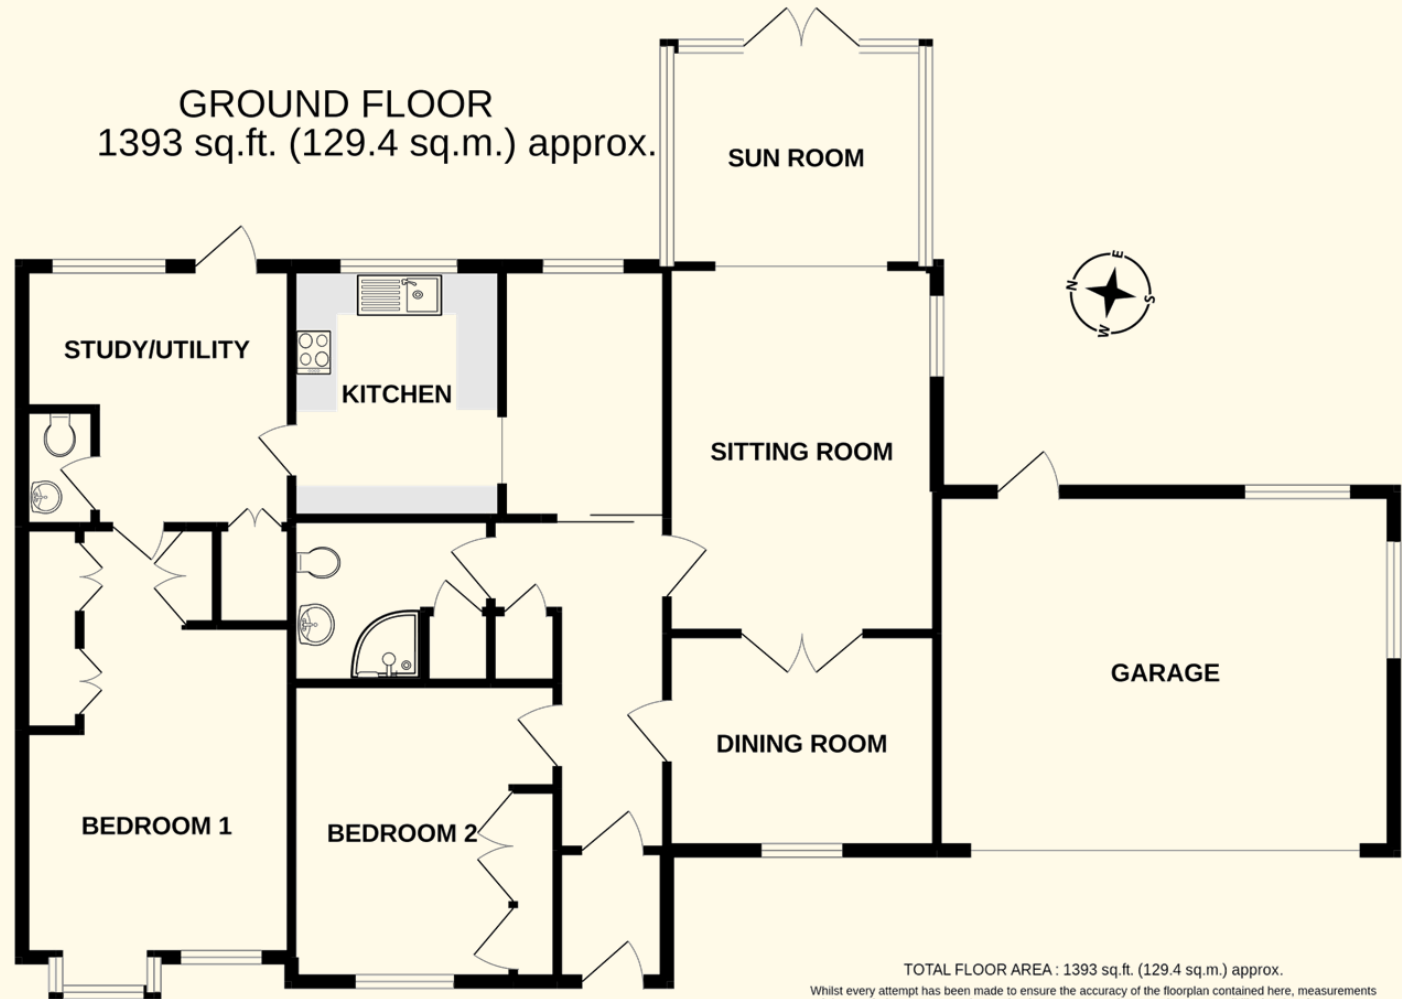 GROUND FLOOR
1393 sq.ft. (129.4 sq.m.) approx.
SUN ROOM
E
N
S
W
STUDY/UTILITY
KITCHEN
SITTING ROOM
GARAGE
DINING ROOM
BEDROOM 1
BEDROOM 2
TOTAL FLOOR AREA : 1393 sq.ft. (129.4 sq.m.) approx.
Whilst every attempt has been made to ensure the accuracy of the floorplan contained here, measurements